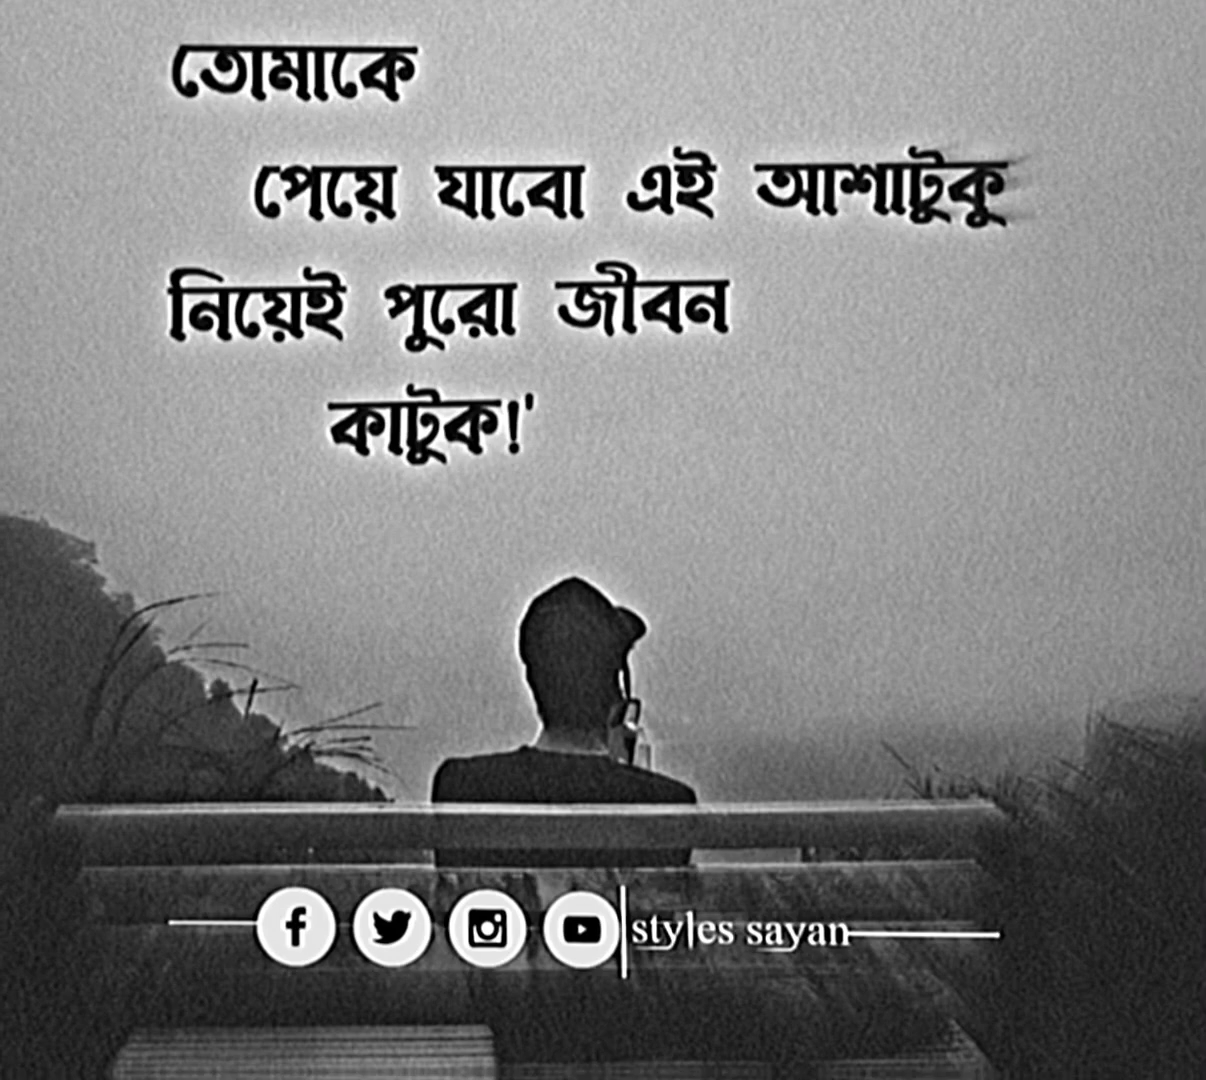 তোমাকে
পেয়ে যাবো এই আশাটুকু
নিয়েই পুরো জীবন
কাটুক!'
styles sayan